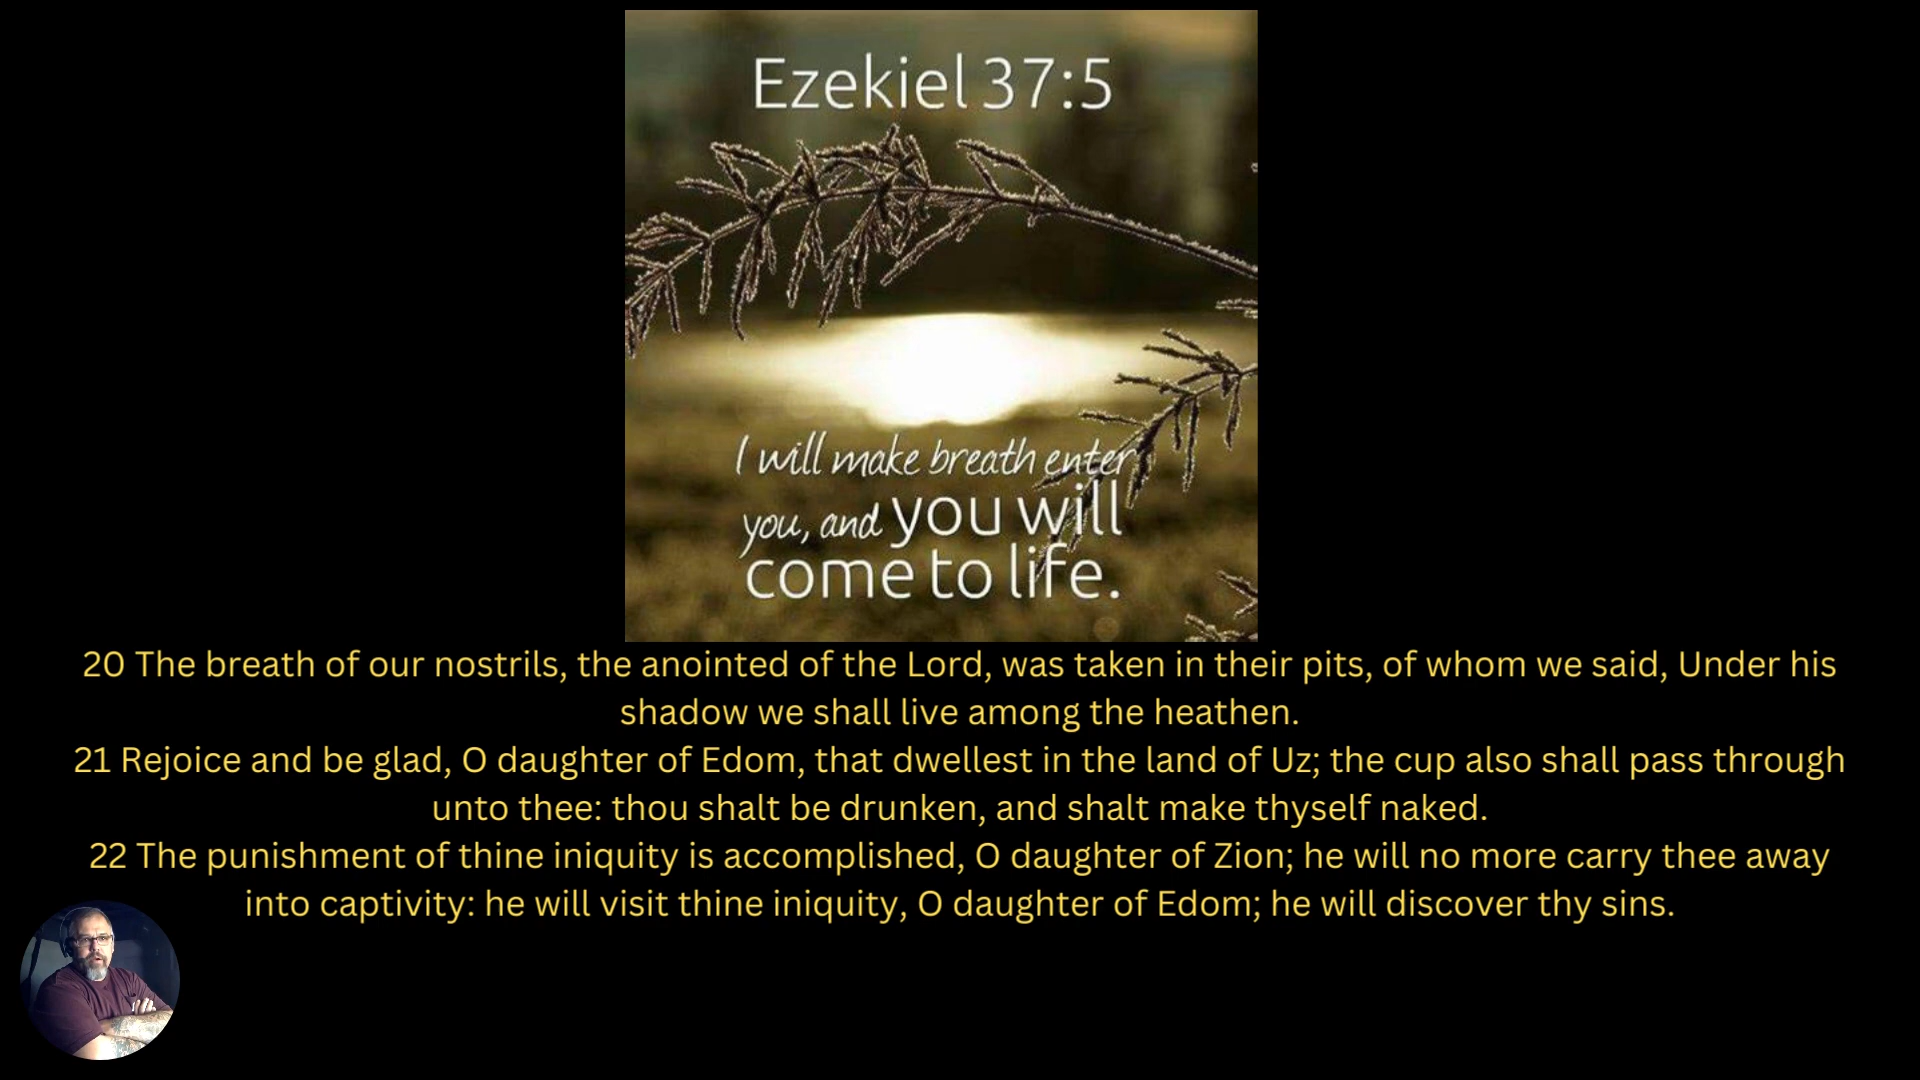 Ezekiel 37:5
I will make breath enter
you, and you will
come to life.
20 The breath of our nostrils, the anointed of the Lord, was taken in their pits, of whom we said, Under his
shadow we shall live among the heathen.
21 Rejoice and be glad, O daughter of Edom, that dwellest in the land of Uz; the cup also shall pass through
unto thee: thou shalt be drunken, and shalt make thyself naked.
22 The punishment of thine iniquity is accomplished, O daughter of Zion; he will no more carry thee away
into captivity: he will visit thine iniquity, O daughter of Edom; he will discover thy sins.